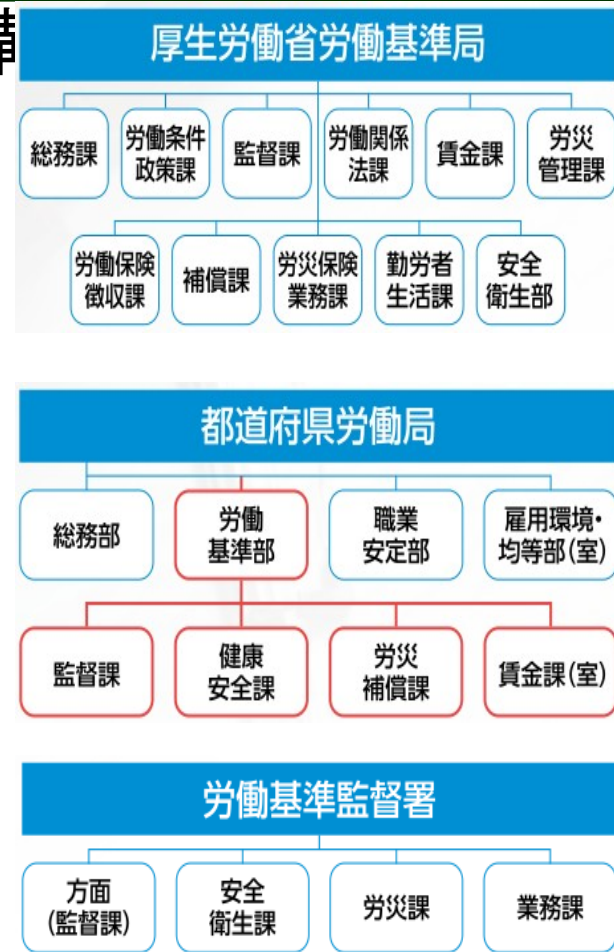 備
厚生労働省労働基準局
総務課
労働条件
政策課
監督課
労働関係
法課
賃金課
労災
管理課
労働保険
徴収課
補償課
労災保険
業務課
勤労者
生活課
安全
衛生部
都道府県労働局
総務部
労働
基準部
職業
安定部
雇用環境・
均等部(室)
監督課
健康
安全課
労災
補償課
賃金課(室)
労働基準監督署
方面
(監督課)
安全
衛生課
労災課
業務課